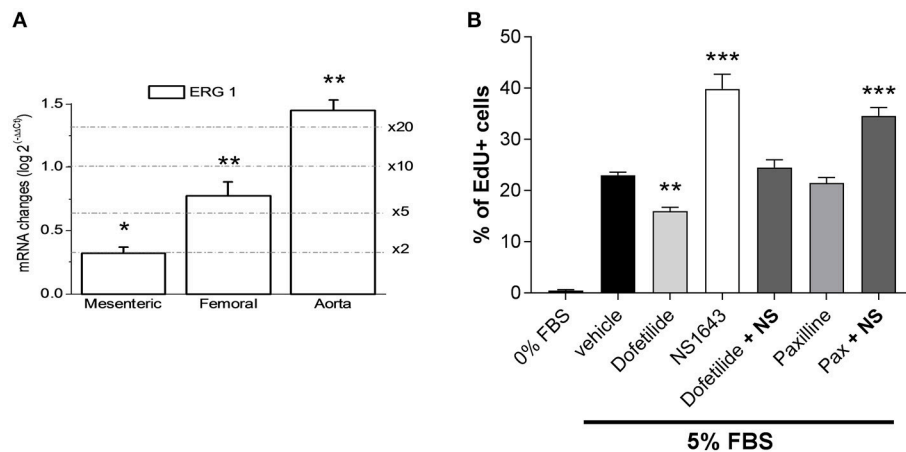 A
ERG 1
mRNA changes (log 2^(-ΔΔCt))
1.5
1.0
0.5
0.0
*
**
**
x20
x10
x5
x2
Mesenteric Femoral Aorta
B
% of EdU+ cells
50
40
30
20
10
0
**
***
***
0% FBS
vehicle
Dofetilide
NS1643
Dofetilide + NS
Paxilline
Pax + NS
5% FBS